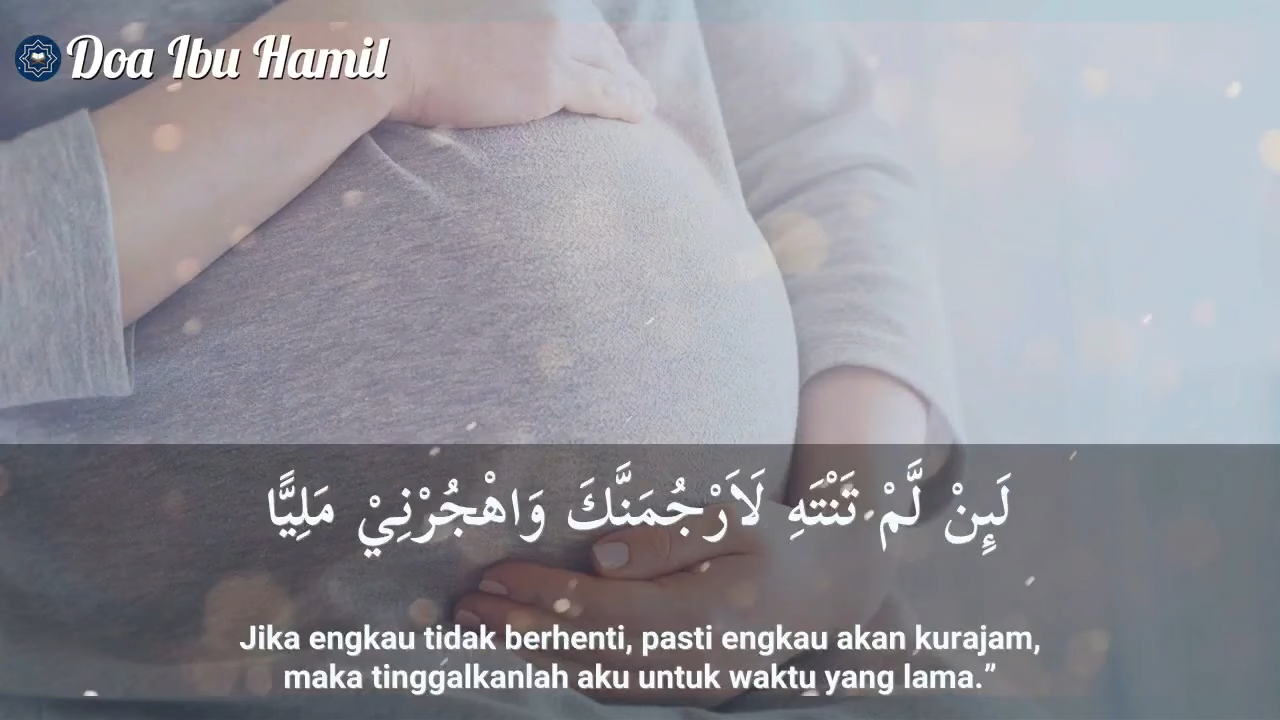 Doa Ibu Hamil
لَىِٕنْ لَّمْ تَنْتَهِ لَاَرْجُمَنَّكَ وَاهْجُرْنِيْ مَلِيًّا
Jika engkau tidak berhenti, pasti engkau akan kurajam,
maka tinggalkanlah aku untuk waktu yang lama.”